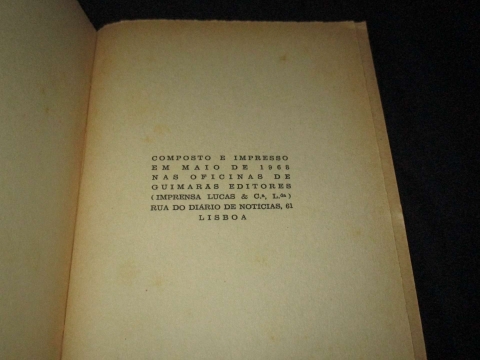 COMPOSTO E IMPRESSO
EM MAIO DE 1968
NAS OFICINAS DE
GUIMARÃS EDITORES
(IMPRENSA LUCAS & C.ª, L.da)
RUA DO DIÁRIO DE NOTÍCIAS, 61
LISBOA